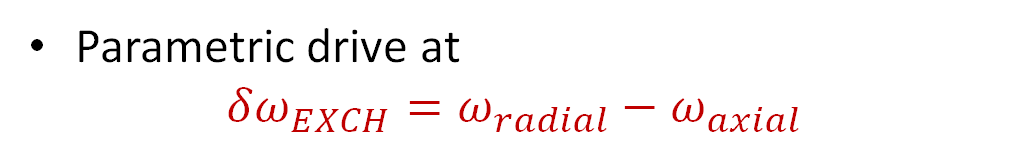 • Parametric drive at
δω_EXCH = ω_radial − ω_axial